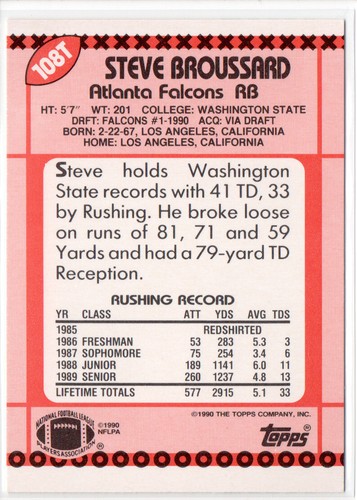 108T
STEVE BROUSSARD
Atlanta Falcons RB
HT: 5'7" WT: 201 COLLEGE: WASHINGTON STATE
DRFT: FALCONS #1-1990 ACQ: VIA DRAFT
BORN: 2-22-67, LOS ANGELES, CALIFORNIA
HOME: LOS ANGELES, CALIFORNIA
Steve holds Washington
State records with 41 TD, 33
by Rushing. He broke loose
on runs of 81, 71 and 59
Yards and had a 79-yard TD
Reception.
RUSHING RECORD
YR CLASS ATT YDS AVG TDS
1985 REDSHIRTED
1986 FRESHMAN 53 283 5.3 3
1987 SOPHOMORE 75 254 3.4 6
1988 JUNIOR 189 1141 6.0 11
1989 SENIOR 260 1237 4.8 13
LIFETIME TOTALS 577 2915 5.1 33
©1990 THE TOPPS COMPANY, INC.
NATIONAL FOOTBALL LEAGUE
PLAYERS ASSOCIATION
©1990
NFLPA
topps®